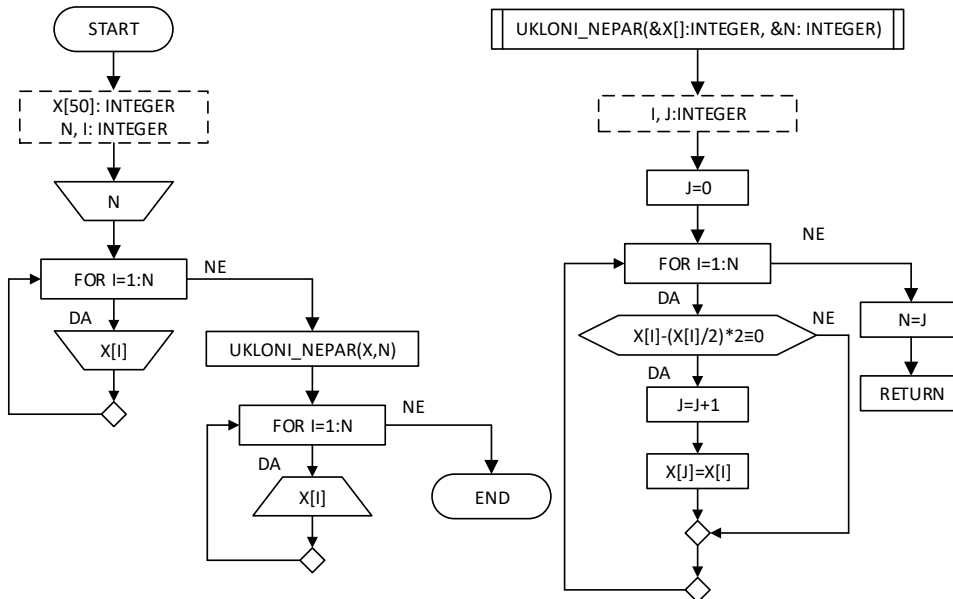 START
X[50]: INTEGER
N, I: INTEGER
N
FOR I=1:N
NE
DA
X[I]
UKLONI_NEPAR(X,N)
FOR I=1:N
NE
DA
X[I]
END
UKLONI_NEPAR(&X[]:INTEGER, &N: INTEGER)
I, J:INTEGER
J=0
FOR I=1:N
NE
DA
X[I]-(X[I]/2)*2≡0
NE
DA
J=J+1
X[J]=X[I]
N=J
RETURN